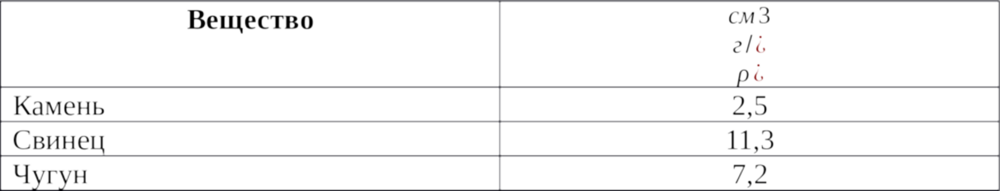 Вещество
см3
г/¿
ρ¿
Камень 2,5
Свинец 11,3
Чугун 7,2